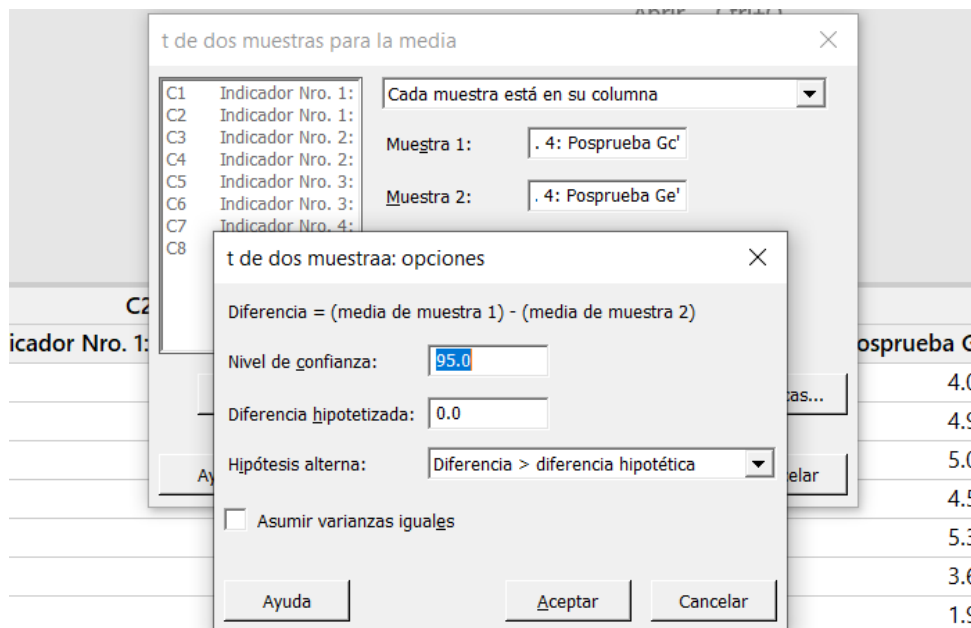 t de dos muestras para la media
C1 Indicador Nro. 1:
C2 Indicador Nro. 1:
C3 Indicador Nro. 2:
C4 Indicador Nro. 2:
C5 Indicador Nro. 3:
C6 Indicador Nro. 3:
C7 Indicador Nro. 4:
C8
Cada muestra está en su columna
Muestra 1: . 4: Posprueba Gc'
Muestra 2: . 4: Posprueba Ge'
t de dos muestraa: opciones
Diferencia = (media de muestra 1) - (media de muestra 2)
Nivel de confianza: 95.0
Diferencia hipotetizada: 0.0
Hipótesis alterna: Diferencia > diferencia hipotética
Asumir varianzas iguales
Ayuda Aceptar Cancelar
C2
icador Nro. 1:
osprueba G
4.0
4.9
5.0
4.5
5.3
3.6
1.9